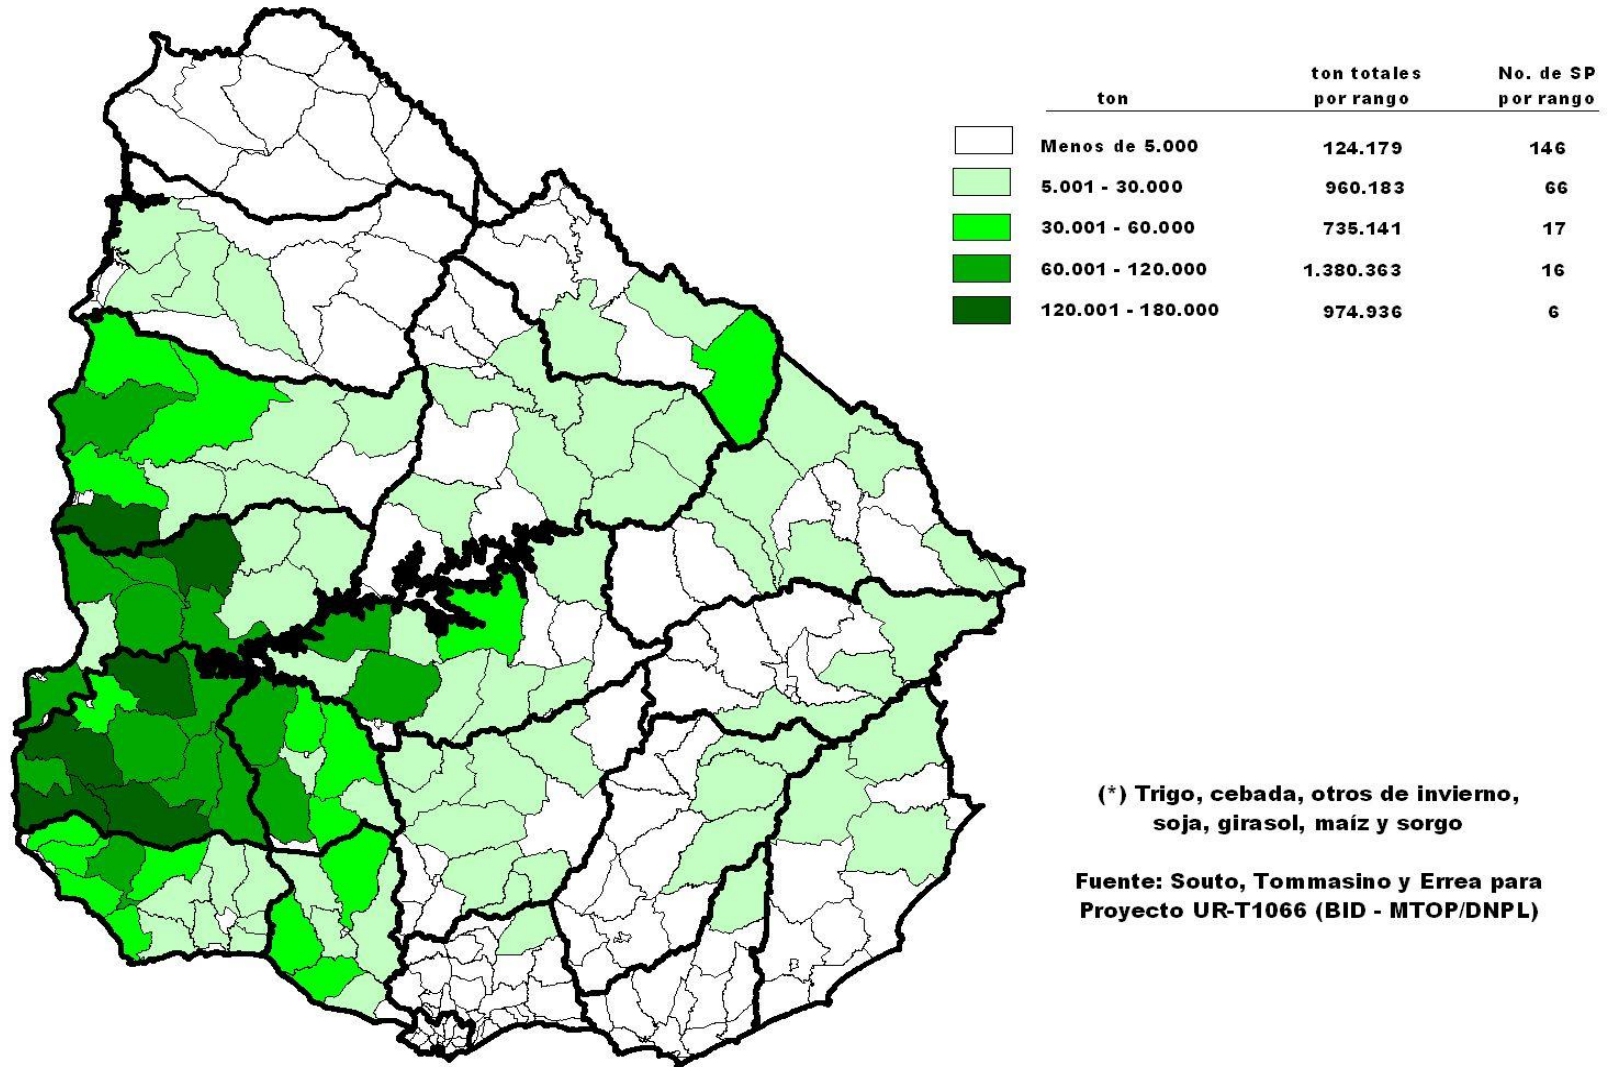 ton totales No. de SP
ton por rango por rango
Menos de 5.000 124.179 146
5.001 - 30.000 960.183 66
30.001 - 60.000 735.141 17
60.001 - 120.000 1.380.363 16
120.001 - 180.000 974.936 6
(*) Trigo, cebada, otros de invierno,
soja, girasol, maíz y sorgo
Fuente: Souto, Tommasino y Errea para
Proyecto UR-T1066 (BID - MTOP/DNPL)